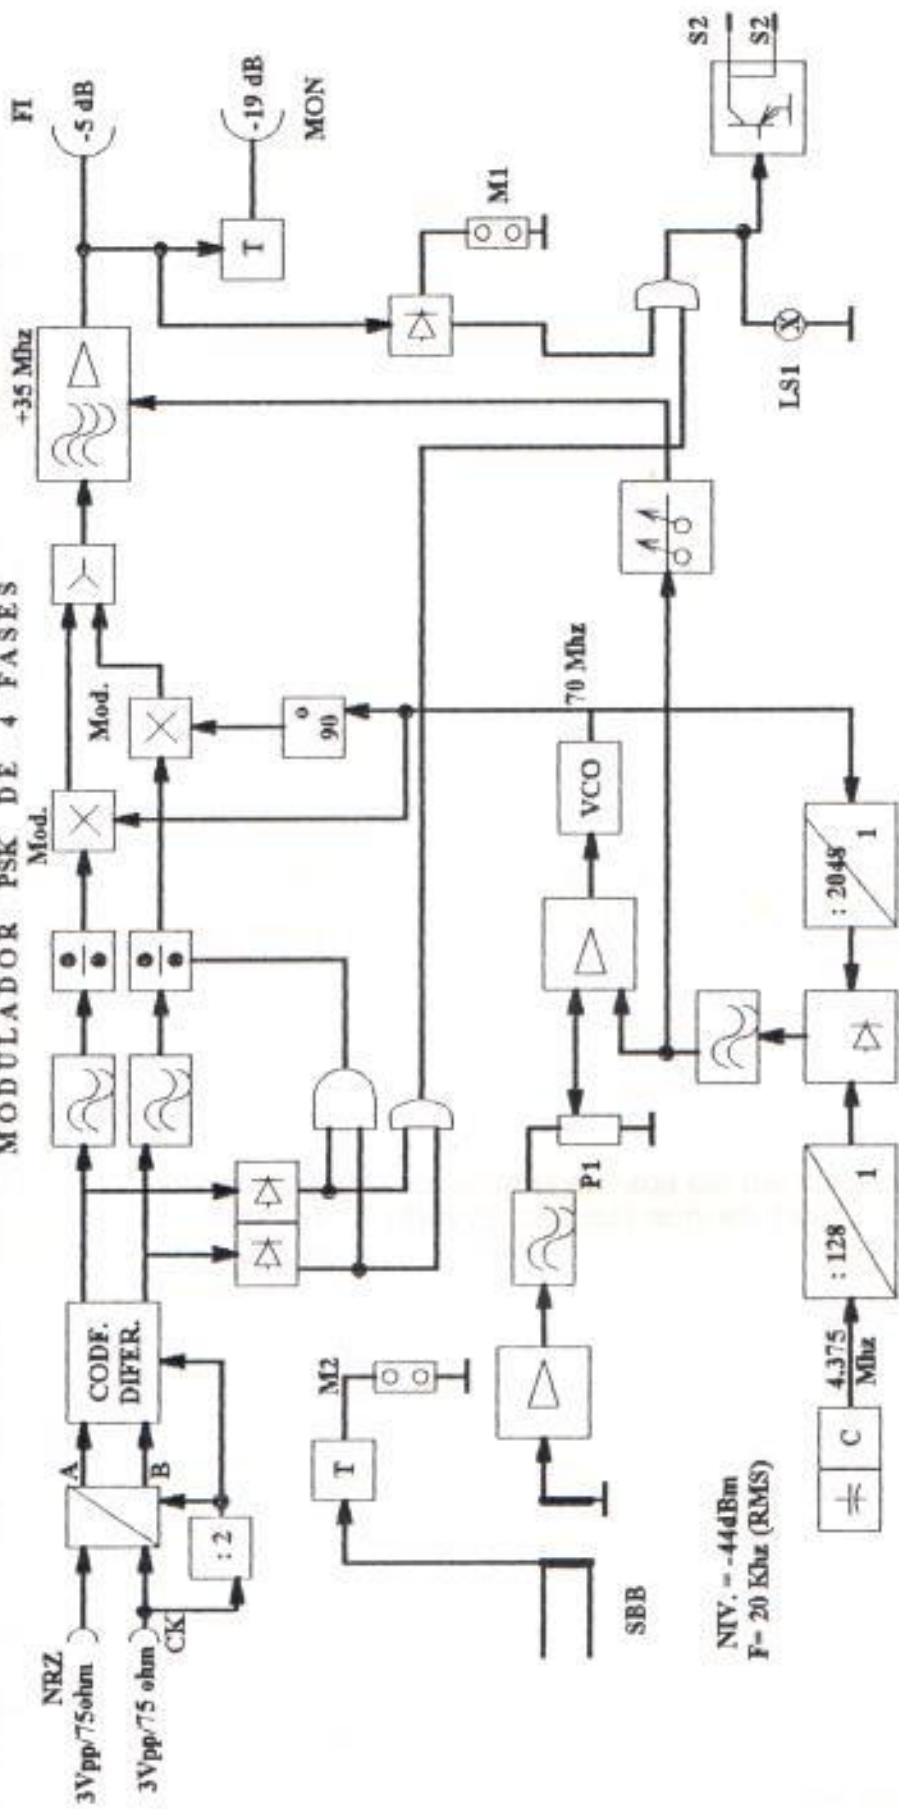 MODULADOR PSK DE 4 FASES
NRZ
3Vpp/75ohm
3Vpp/75 ohm
CK
A
B
: 2
CODF.
DIFER.
Mod.
Mod.
90
+35 Mhz
FI
-5 dB
T
-19 dB
MON
M1
T
M2
SBB
P1
VCO
70 Mhz
NIV. = -44dBm
F= 20 Khz (RMS)
C
4.375
Mhz
: 128
1
: 2048
1
LS1
X
S2
S2